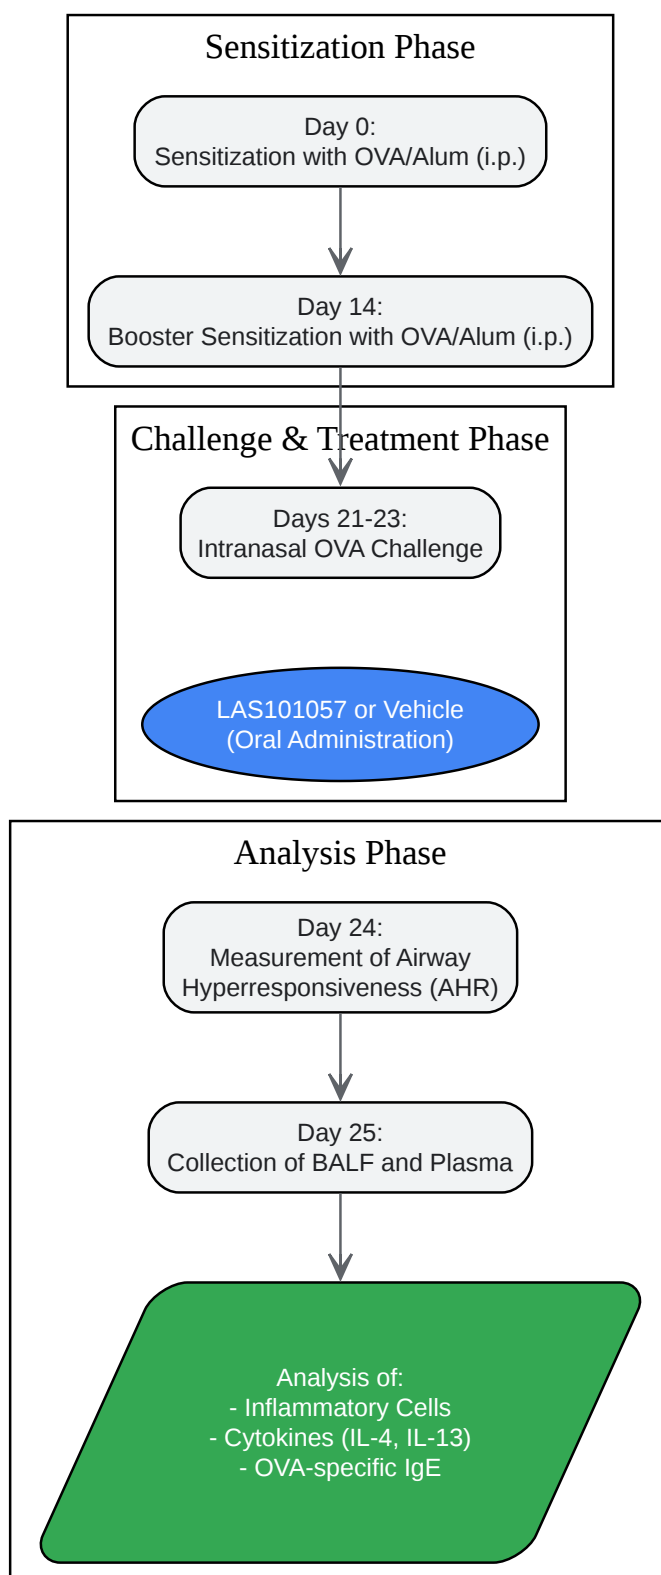 Sensitization Phase
Day 0:
Sensitization with OVA/Alum (i.p.)
Day 14:
Booster Sensitization with OVA/Alum (i.p.)
Challenge & Treatment Phase
Days 21-23:
Intranasal OVA Challenge
LAS101057 or Vehicle
(Oral Administration)
Analysis Phase
Day 24:
Measurement of Airway
Hyperresponsiveness (AHR)
Day 25:
Collection of BALF and Plasma
Analysis of:
- Inflammatory Cells
- Cytokines (IL-4, IL-13)
- OVA-specific IgE